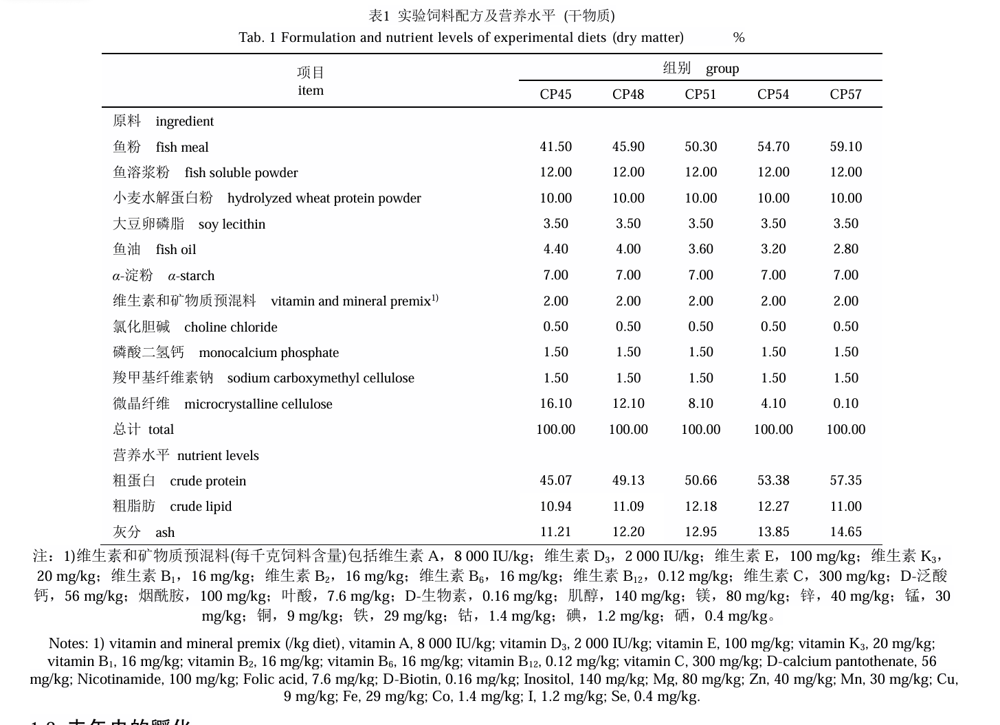 表1 实验饲料配方及营养水平 (干物质)
Tab. 1 Formulation and nutrient levels of experimental diets (dry matter) %
项目 组别 group
item CP45 CP48 CP51 CP54 CP57
原料 ingredient
鱼粉 fish meal 41.50 45.90 50.30 54.70 59.10
鱼溶浆粉 fish soluble powder 12.00 12.00 12.00 12.00 12.00
小麦水解蛋白粉 hydrolyzed wheat protein powder 10.00 10.00 10.00 10.00 10.00
大豆卵磷脂 soy lecithin 3.50 3.50 3.50 3.50 3.50
鱼油 fish oil 4.40 4.00 3.60 3.20 2.80
α-淀粉 α-starch 7.00 7.00 7.00 7.00 7.00
维生素和矿物质预混料 vitamin and mineral premix1) 2.00 2.00 2.00 2.00 2.00
氯化胆碱 choline chloride 0.50 0.50 0.50 0.50 0.50
磷酸二氢钙 monocalcium phosphate 1.50 1.50 1.50 1.50 1.50
羧甲基纤维素钠 sodium carboxymethyl cellulose 1.50 1.50 1.50 1.50 1.50
微晶纤维 microcrystalline cellulose 16.10 12.10 8.10 4.10 0.10
总计 total 100.00 100.00 100.00 100.00 100.00
营养水平 nutrient levels
粗蛋白 crude protein 45.07 49.13 50.66 53.38 57.35
粗脂肪 crude lipid 10.94 11.09 12.18 12.27 11.00
灰分 ash 11.21 12.20 12.95 13.85 14.65
注：1)维生素和矿物质预混料(每千克饲料含量)包括维生素 A，8 000 IU/kg；维生素 D3，2 000 IU/kg；维生素 E，100 mg/kg；维生素 K3，
20 mg/kg；维生素 B1，16 mg/kg；维生素 B2，16 mg/kg；维生素 B6，16 mg/kg；维生素 B12，0.12 mg/kg；维生素 C，300 mg/kg；D-泛酸
钙，56 mg/kg；烟酰胺，100 mg/kg；叶酸，7.6 mg/kg；D-生物素，0.16 mg/kg；肌醇，140 mg/kg；镁，80 mg/kg；锌，40 mg/kg；锰，30
mg/kg；铜，9 mg/kg；铁，29 mg/kg；钴，1.4 mg/kg；碘，1.2 mg/kg；硒，0.4 mg/kg。
Notes: 1) vitamin and mineral premix (/kg diet), vitamin A, 8 000 IU/kg; vitamin D3, 2 000 IU/kg; vitamin E, 100 mg/kg; vitamin K3, 20 mg/kg;
vitamin B1, 16 mg/kg; vitamin B2, 16 mg/kg; vitamin B6, 16 mg/kg; vitamin B12, 0.12 mg/kg; vitamin C, 300 mg/kg; D-calcium pantothenate, 56
mg/kg; Nicotinamide, 100 mg/kg; Folic acid, 7.6 mg/kg; D-Biotin, 0.16 mg/kg; Inositol, 140 mg/kg; Mg, 80 mg/kg; Zn, 40 mg/kg; Mn, 30 mg/kg; Cu,
9 mg/kg; Fe, 29 mg/kg; Co, 1.4 mg/kg; I, 1.2 mg/kg; Se, 0.4 mg/kg.